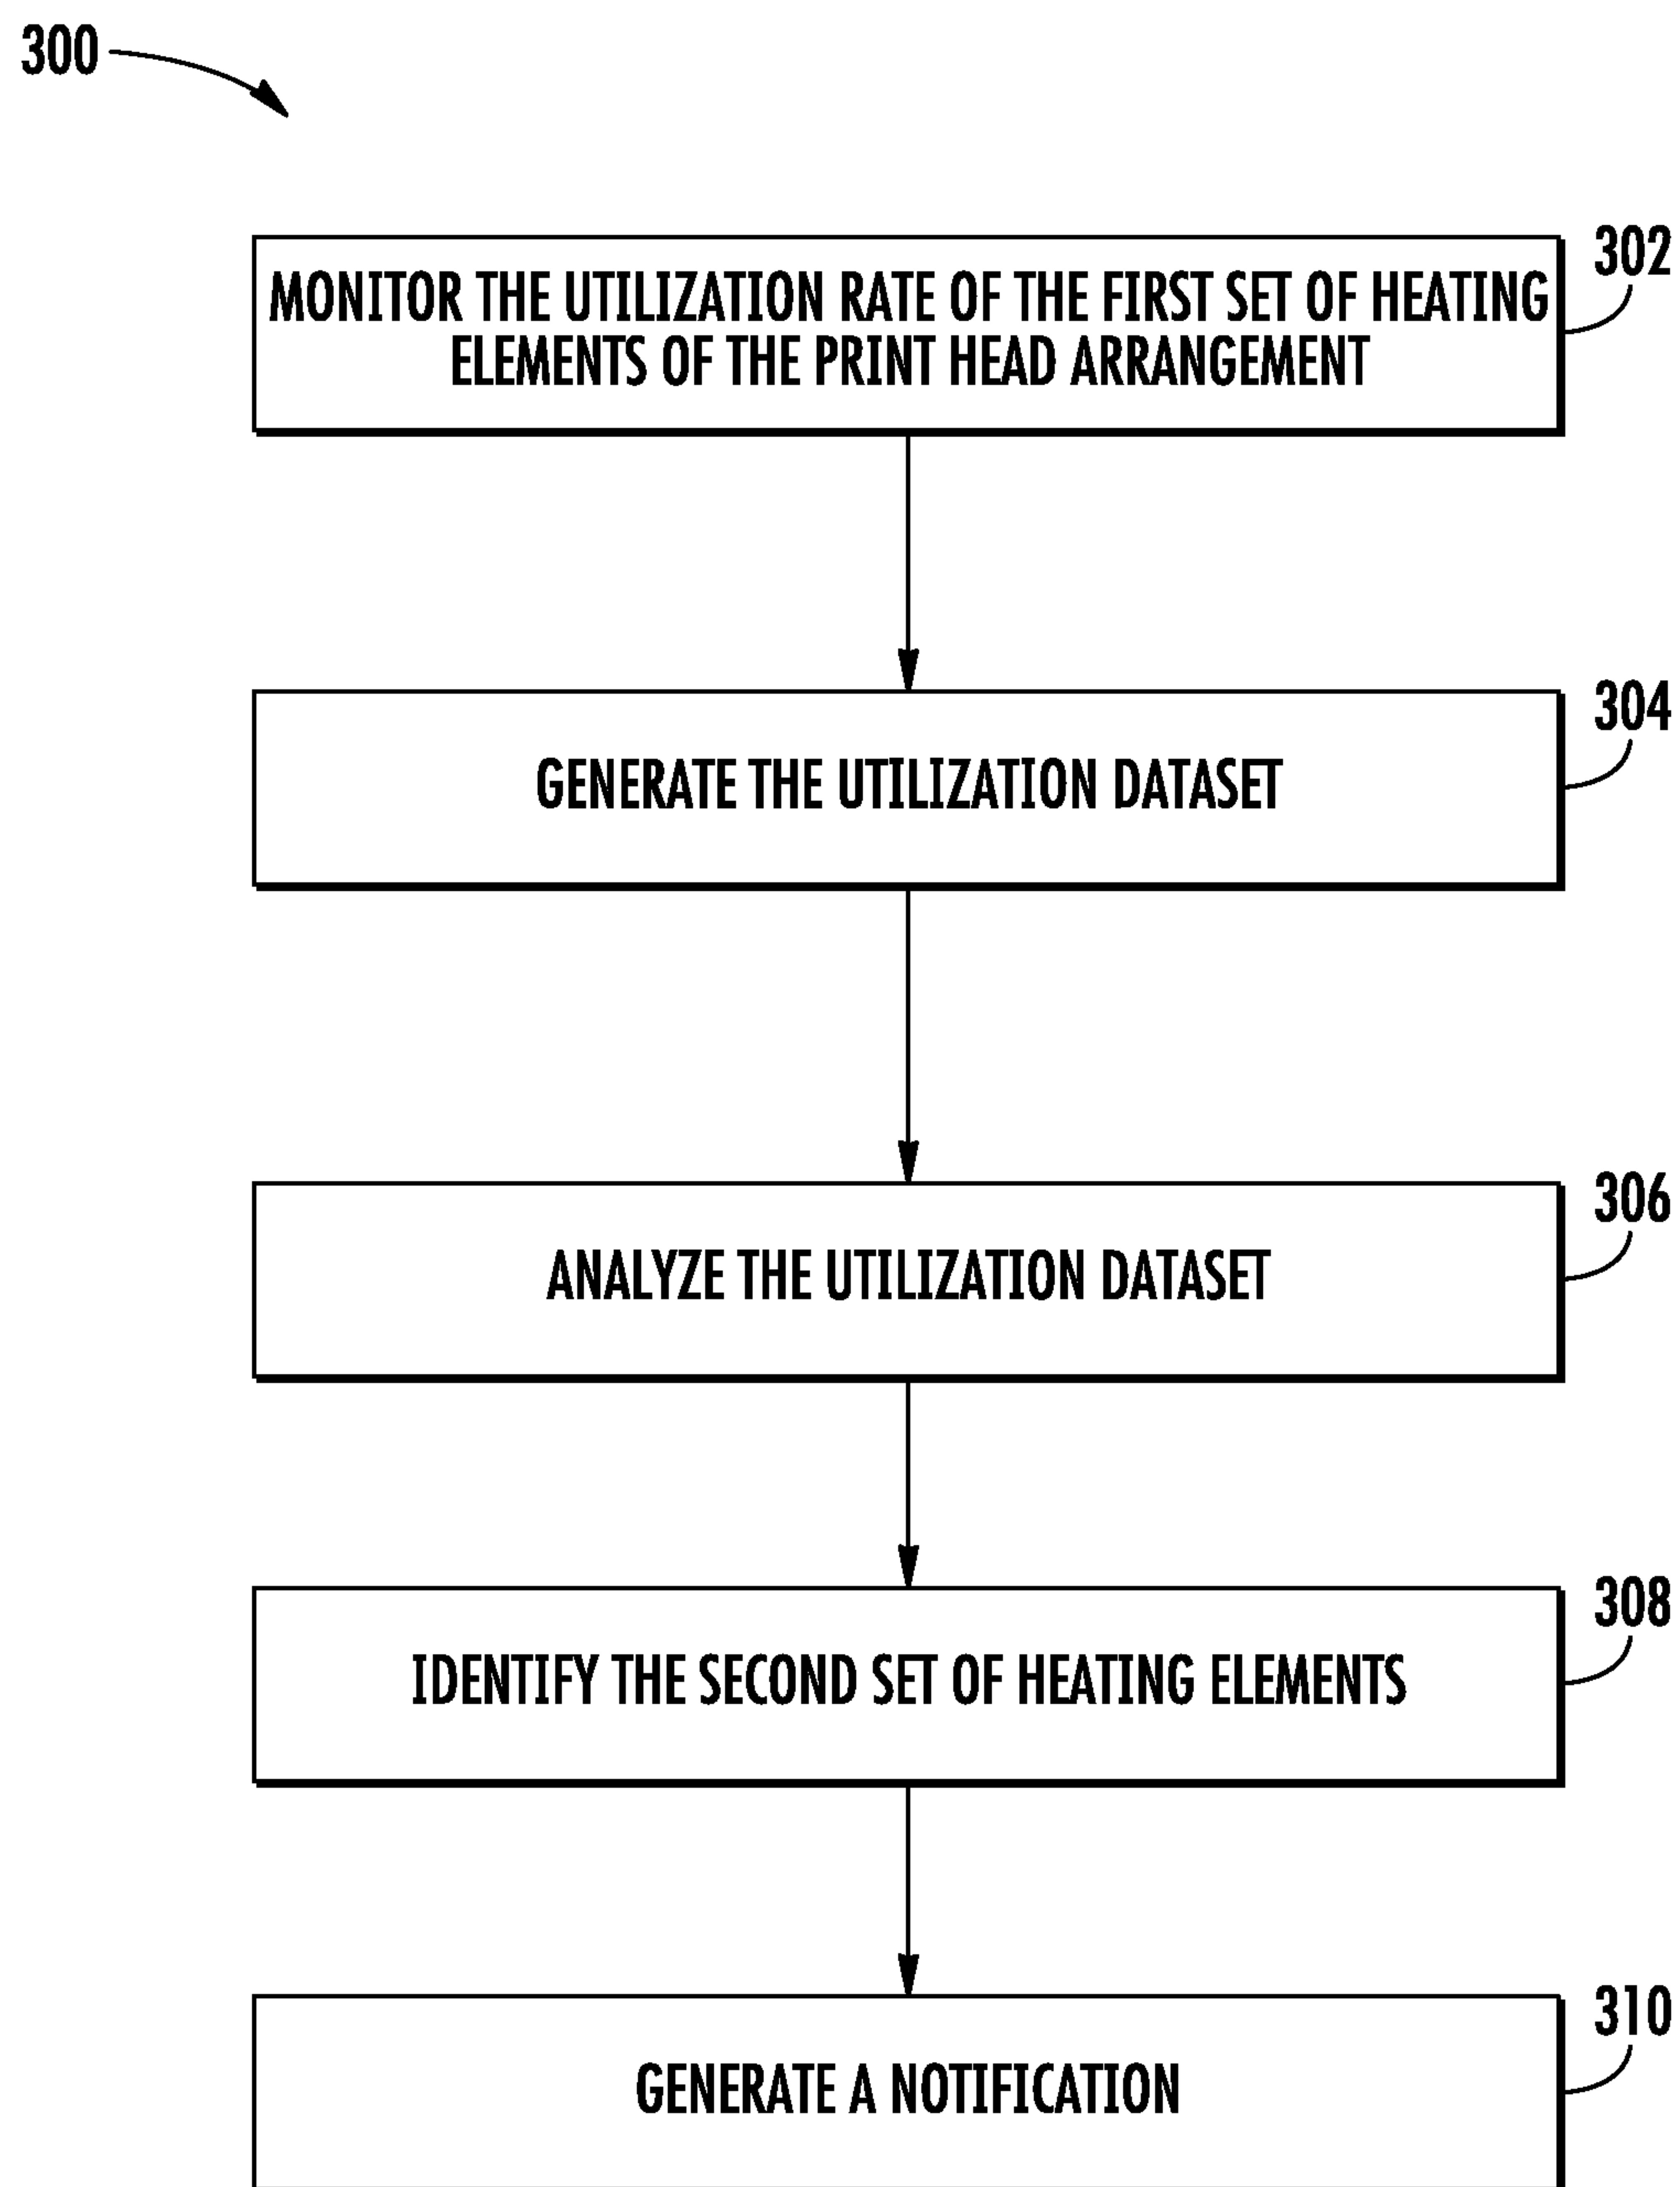 300
302
MONITOR THE UTILIZATION RATE OF THE FIRST SET OF HEATING
ELEMENTS OF THE PRINT HEAD ARRANGEMENT
304
GENERATE THE UTILIZATION DATASET
306
ANALYZE THE UTILIZATION DATASET
308
IDENTIFY THE SECOND SET OF HEATING ELEMENTS
310
GENERATE A NOTIFICATION